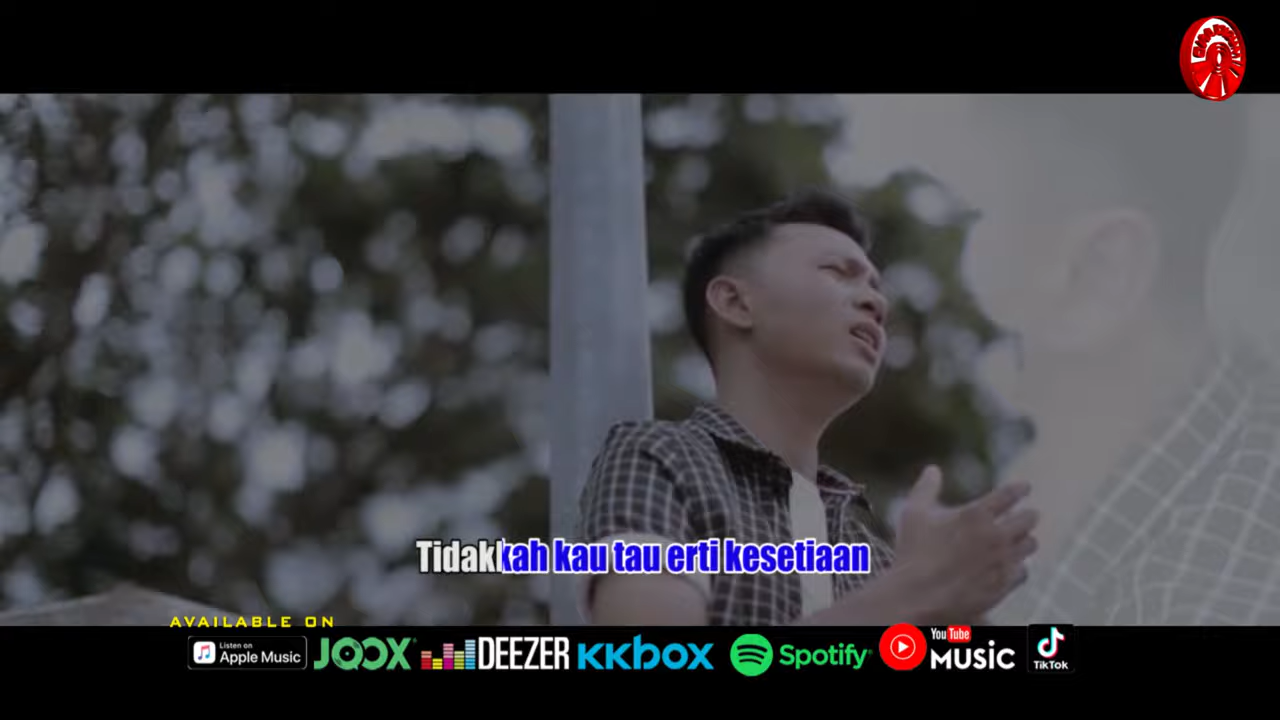 Tidakkah kau tau erti kesetiaan
AVAILABLE ON
Listen on
Apple Music
JOOX
DEEZER
KKBOX
Spotify
YouTube
MUSIC
TikTok